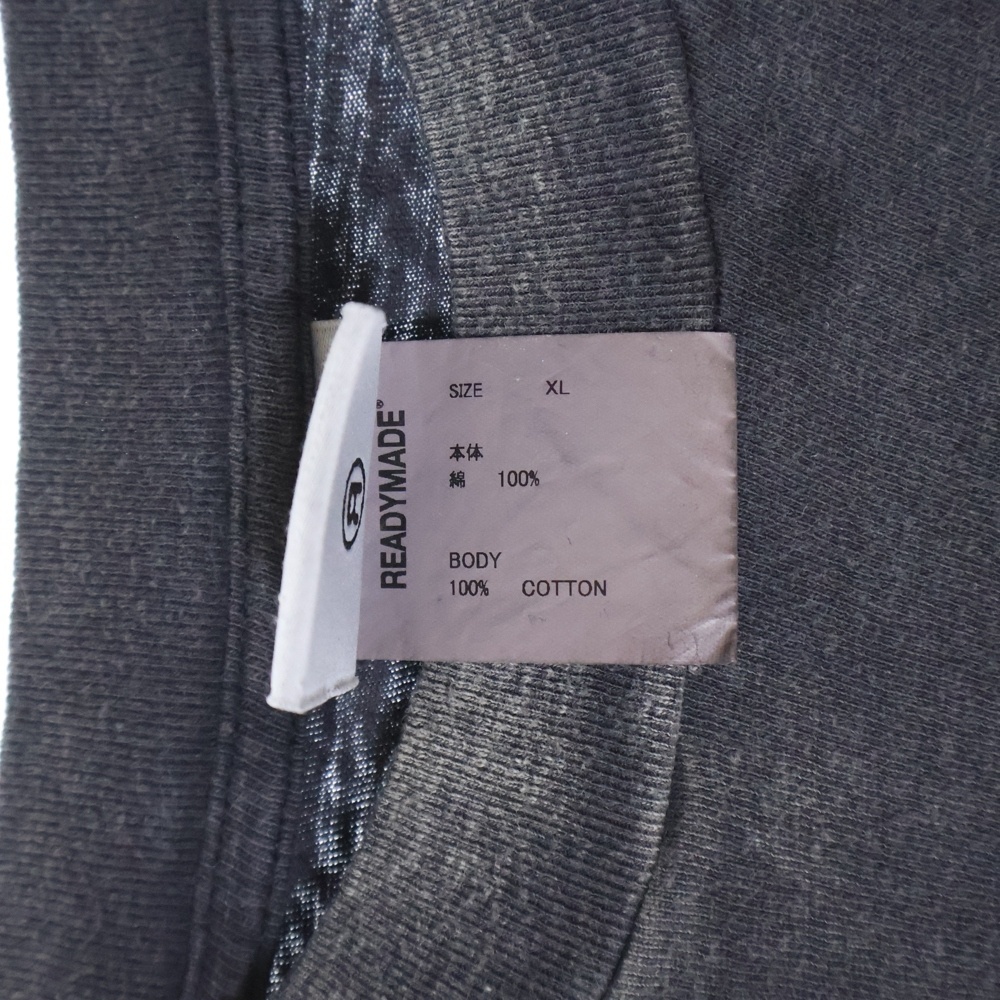 READYMADE®
SIZE XL
本体
綿 100%
BODY
100% COTTON